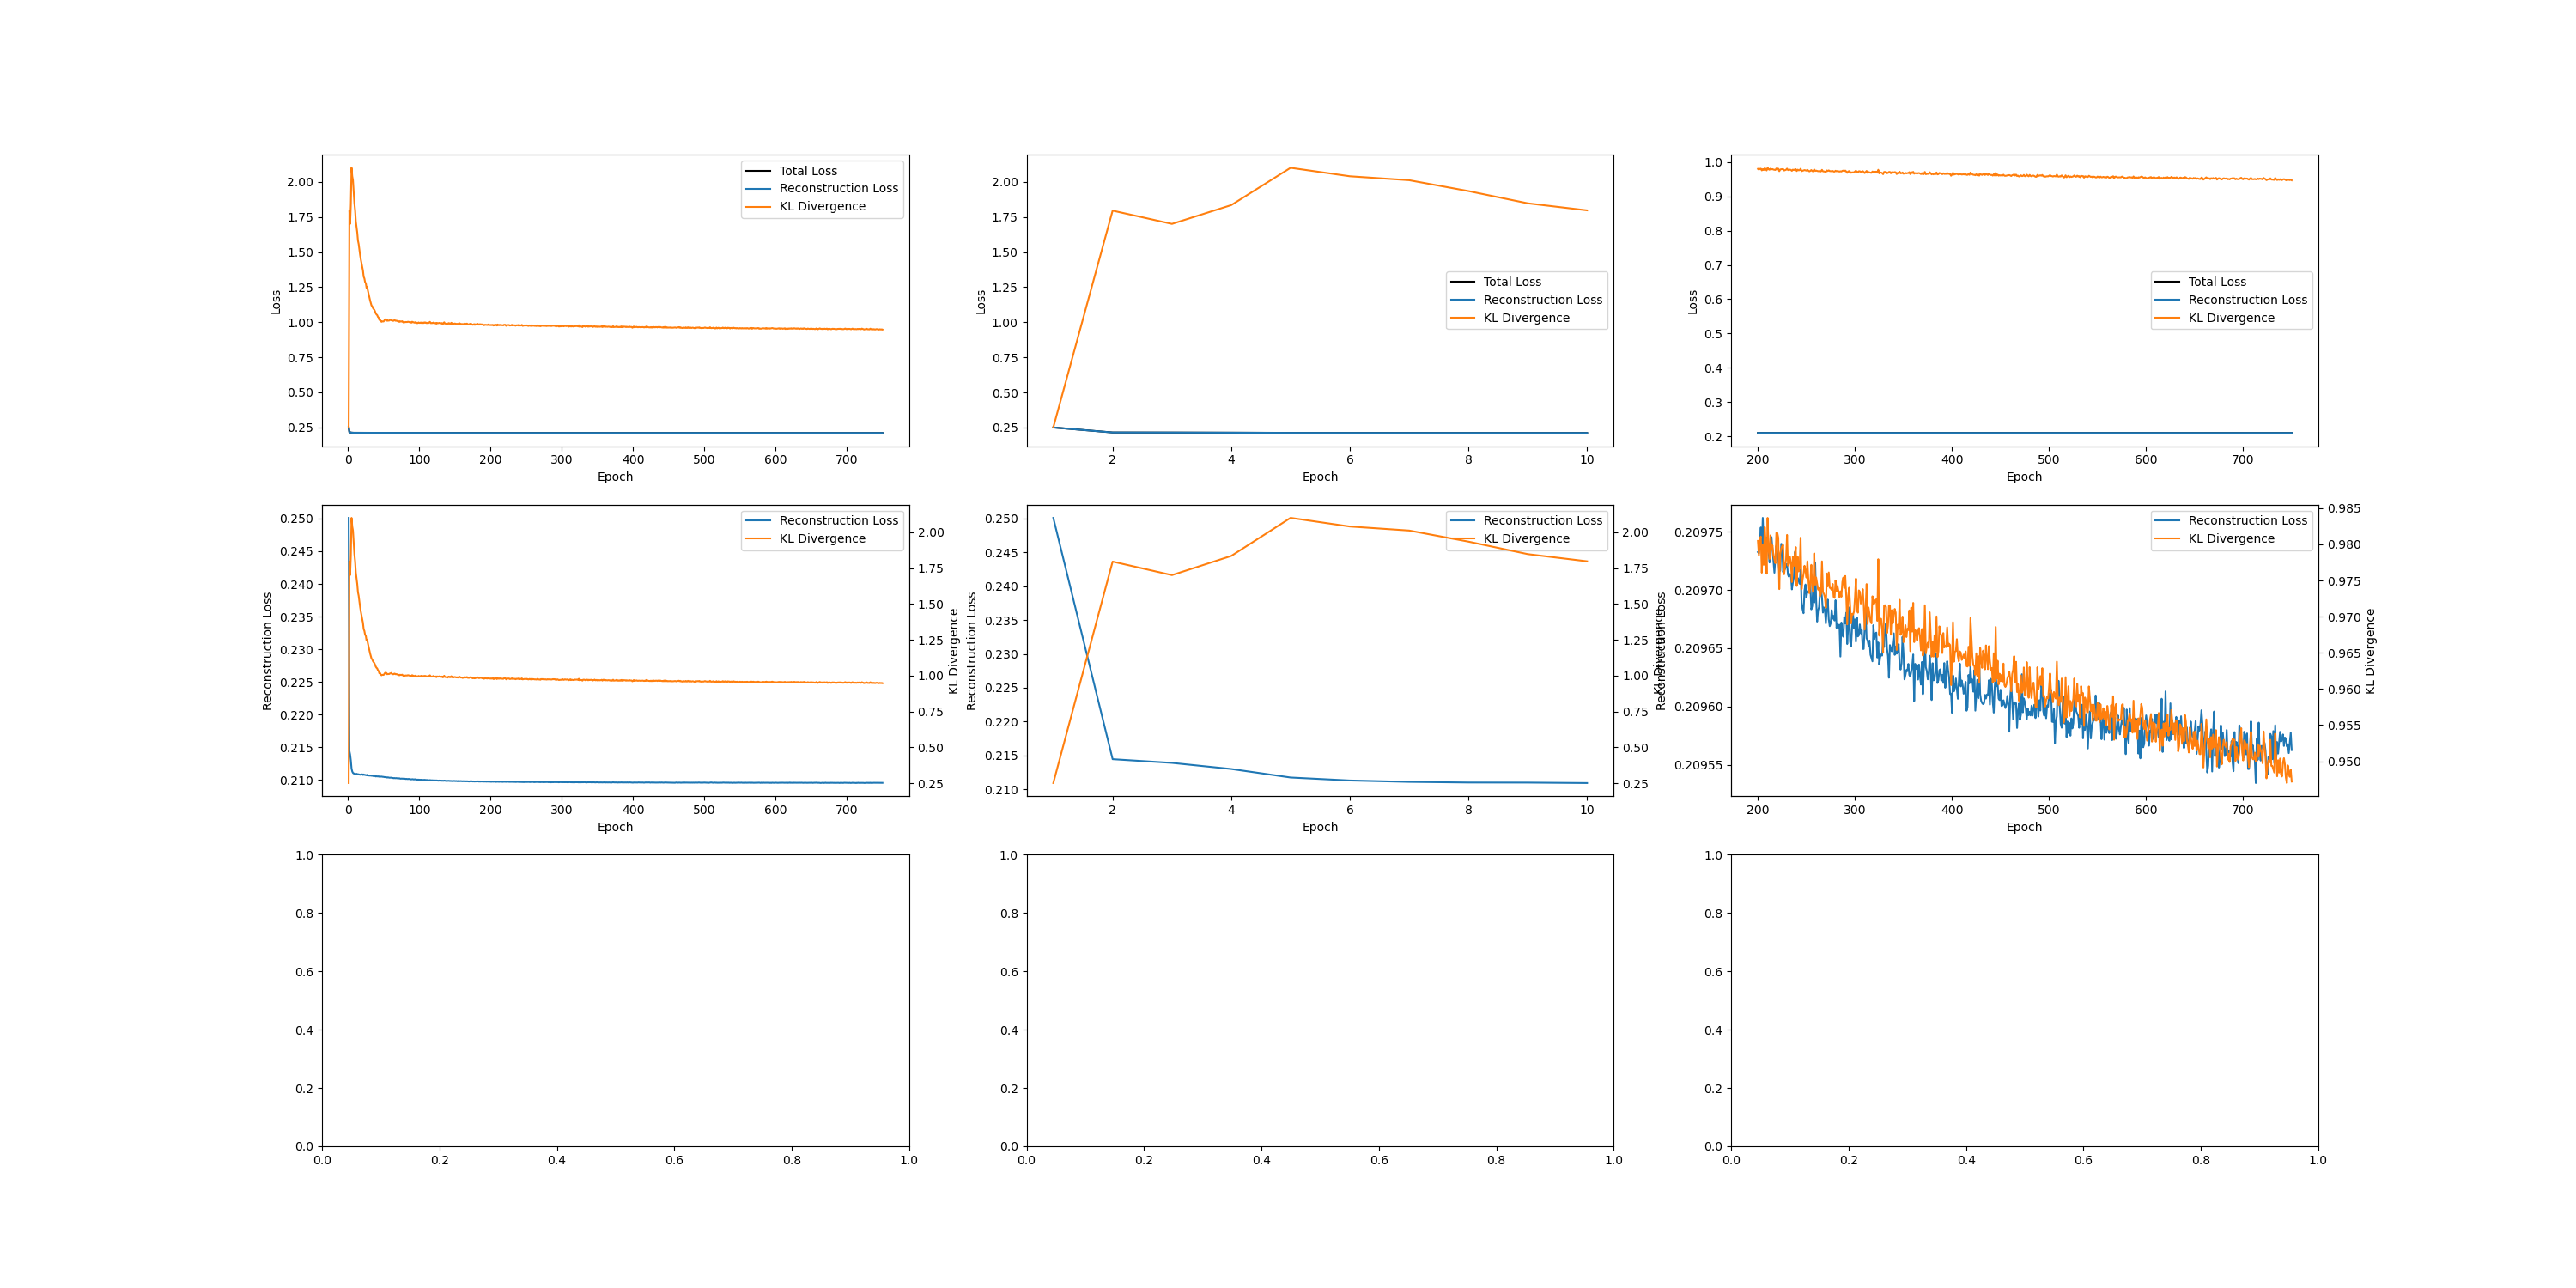 Total Loss
Reconstruction Loss
KL Divergence
2.00
1.75
1.50
1.25
1.00
0.75
0.50
0.25
Loss
0 100 200 300 400 500 600 700
Epoch
Total Loss
Reconstruction Loss
KL Divergence
2.00
1.75
1.50
1.25
1.00
0.75
0.50
0.25
Loss
2 4 6 8 10
Epoch
Total Loss
Reconstruction Loss
KL Divergence
1.0
0.9
0.8
0.7
0.6
0.5
0.4
0.3
0.2
Loss
200 300 400 500 600 700
Epoch
Reconstruction Loss
KL Divergence
0.250
0.245
0.240
0.235
0.230
0.225
0.220
0.215
0.210
Reconstruction Loss
2.00
1.75
1.50
1.25
1.00
0.75
0.50
0.25
KL Divergence
0 100 200 300 400 500 600 700
Epoch
Reconstruction Loss
KL Divergence
0.250
0.245
0.240
0.235
0.230
0.225
0.220
0.215
0.210
Reconstruction Loss
2.00
1.75
1.50
1.25
1.00
0.75
0.50
0.25
KL Divergence
2 4 6 8 10
Epoch
Reconstruction Loss
KL Divergence
0.20975
0.20970
0.20965
0.20960
0.20955
Reconstruction Loss
0.985
0.980
0.975
0.970
0.965
0.960
0.955
0.950
KL Divergence
200 300 400 500 600 700
Epoch
1.0
0.8
0.6
0.4
0.2
0.0
0.0 0.2 0.4 0.6 0.8 1.0
1.0
0.8
0.6
0.4
0.2
0.0
0.0 0.2 0.4 0.6 0.8 1.0
1.0
0.8
0.6
0.4
0.2
0.0
0.0 0.2 0.4 0.6 0.8 1.0